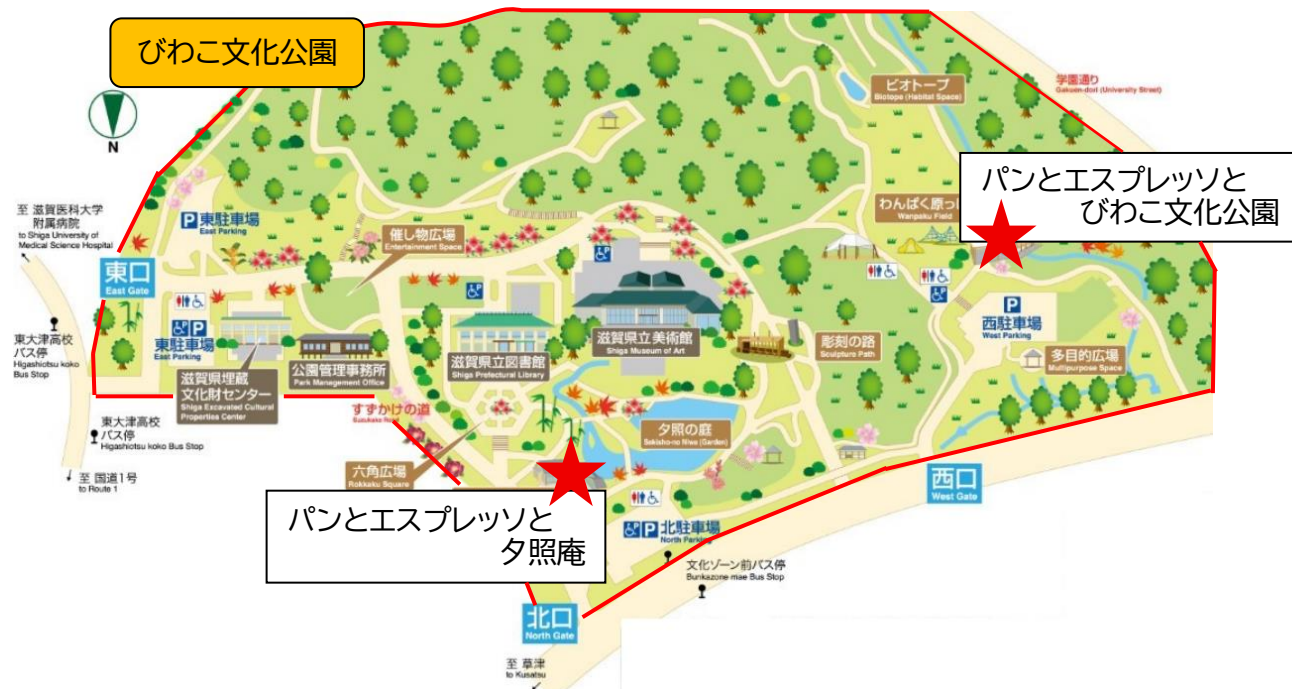 びわこ文化公園
N
ビオトープ
Biotope (Habitat Space)
学園通り
Gakuen-dori (University Street)
パンとエスプレッソと
びわこ文化公園
わんぱく原っぱ
Wanpaku Field
至 滋賀医科大学
附属病院
to Shiga University of
Medical Science Hospital
P東駐車場
East Parking
催し物広場
Entertainment Space
東口
East Gate
P
東大津高校
バス停
Higashiotsu koko
Bus Stop
P
東駐車場
East Parking
滋賀県埋蔵
文化財センター
Shiga Excavated Cultural
Properties Center
公園管理事務所
Park Management Office
P
滋賀県立図書館
Shiga Prefectural Library
滋賀県立美術館
Shiga Museum of Art
彫刻の路
Sculpture Path
P
P
西駐車場
West Parking
多目的広場
Multipurpose Space
すずかけの道
Suzukake Road
東大津高校
バス停
Higashiotsu koko Bus Stop
夕照の庭
Sekisho-no Niwa (Garden)
六角広場
Rokkaku Square
至 国道1号
to Route 1
西口
West Gate
パンとエスプレッソと
夕照庵
P P 北駐車場
North Parking
文化ゾーン前バス停
Bunkazone mae Bus Stop
北口
North Gate
至 草津
to Kusatsu